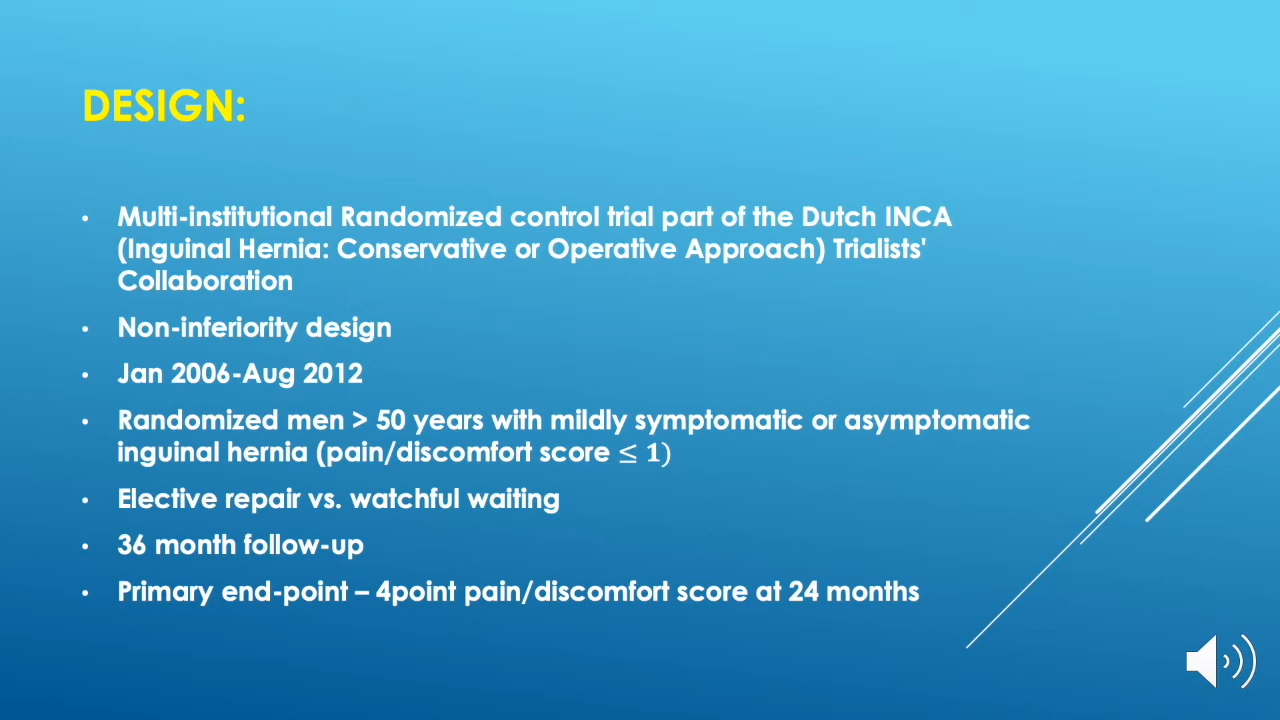 DESIGN:
• Multi-institutional Randomized control trial part of the Dutch INCA
(Inguinal Hernia: Conservative or Operative Approach) Trialists'
Collaboration
• Non-inferiority design
• Jan 2006-Aug 2012
• Randomized men > 50 years with mildly symptomatic or asymptomatic
inguinal hernia (pain/discomfort score ≤ 1)
• Elective repair vs. watchful waiting
• 36 month follow-up
• Primary end-point – 4point pain/discomfort score at 24 months